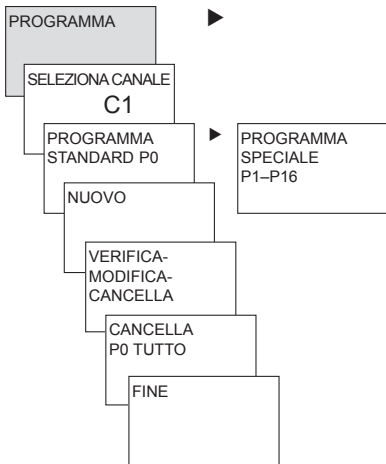 PROGRAMMA
SELEZIONA CANALE
C1
PROGRAMMA
STANDARD P0
PROGRAMMA
SPECIALE
P1–P16
NUOVO
VERIFICA-
MODIFICA-
CANCELLA
CANCELLA
P0 TUTTO
FINE